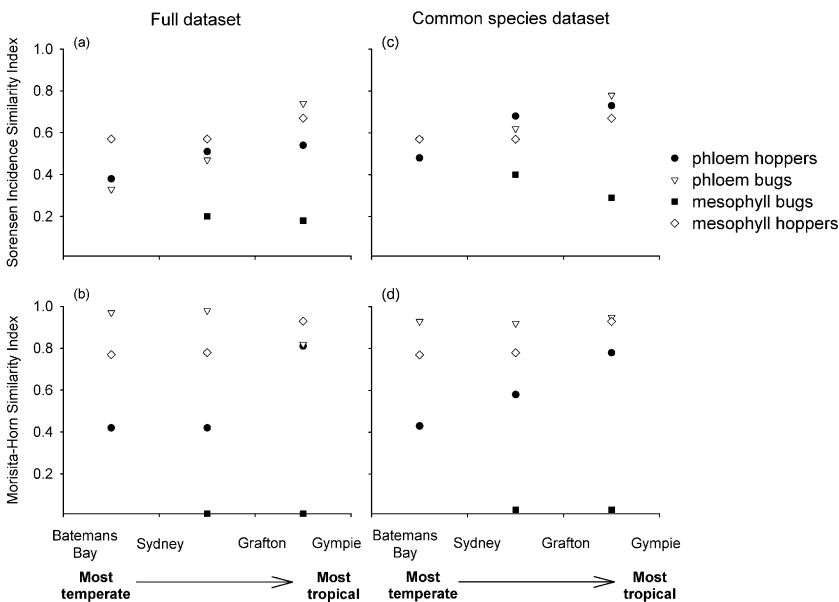 Full dataset
Common species dataset
(a)
(c)
1.0
0.8
0.6
0.4
0.2
Sorensen Incidence Similarity Index
phloem hoppers
phloem bugs
mesophyll bugs
mesophyll hoppers
(b)
(d)
1.0
0.8
0.6
0.4
0.2
Morisita-Horn Similarity Index
Batemans
Bay
Sydney
Grafton
Gympie
Batemans
Bay
Sydney
Grafton
Gympie
Most
temperate
Most
tropical
Most
temperate
Most
tropical